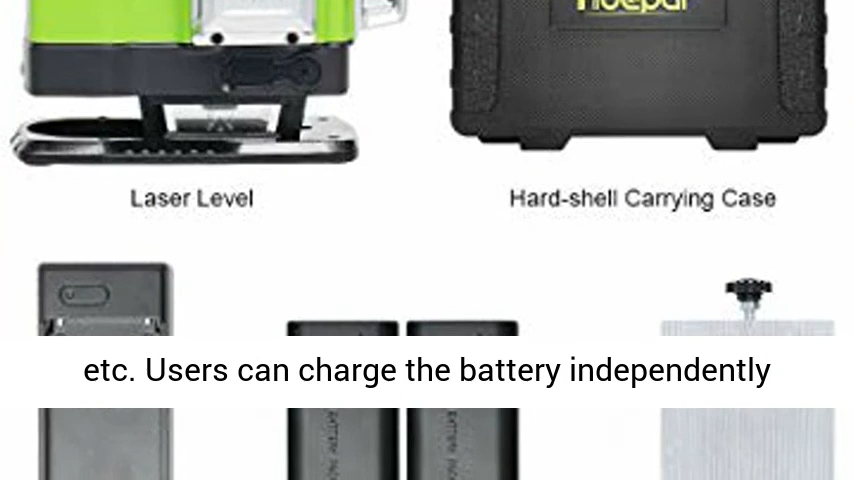 Laser Level
Hard-shell Carrying Case
etc. Users can charge the battery independently